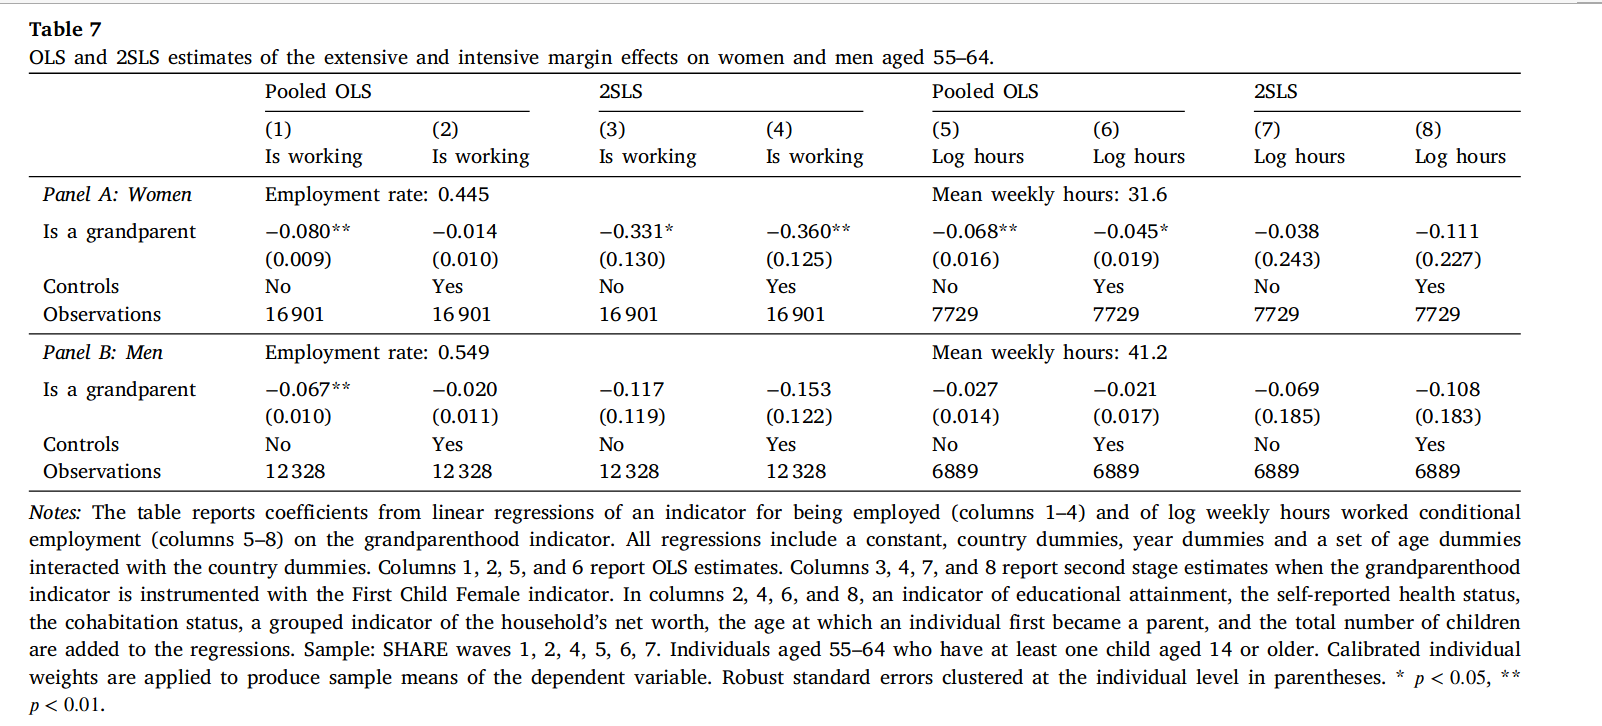 Table 7
OLS and 2SLS estimates of the extensive and intensive margin effects on women and men aged 55–64.
Pooled OLS 2SLS Pooled OLS 2SLS
(1) (2) (3) (4) (5) (6) (7) (8)
Is working Is working Is working Is working Log hours Log hours Log hours Log hours
Panel A: Women Employment rate: 0.445 Mean weekly hours: 31.6
Is a grandparent −0.080** −0.014 −0.331* −0.360** −0.068** −0.045* −0.038 −0.111
(0.009) (0.010) (0.130) (0.125) (0.016) (0.019) (0.243) (0.227)
Controls No Yes No Yes No Yes No Yes
Observations 16 901 16 901 16 901 16 901 7729 7729 7729 7729
Panel B: Men Employment rate: 0.549 Mean weekly hours: 41.2
Is a grandparent −0.067** −0.020 −0.117 −0.153 −0.027 −0.021 −0.069 −0.108
(0.010) (0.011) (0.119) (0.122) (0.014) (0.017) (0.185) (0.183)
Controls No Yes No Yes No Yes No Yes
Observations 12 328 12 328 12 328 12 328 6889 6889 6889 6889
Notes: The table reports coefficients from linear regressions of an indicator for being employed (columns 1–4) and of log weekly hours worked conditional
employment (columns 5–8) on the grandparenthood indicator. All regressions include a constant, country dummies, year dummies and a set of age dummies
interacted with the country dummies. Columns 1, 2, 5, and 6 report OLS estimates. Columns 3, 4, 7, and 8 report second stage estimates when the grandparenthood
indicator is instrumented with the First Child Female indicator. In columns 2, 4, 6, and 8, an indicator of educational attainment, the self-reported health status,
the cohabitation status, a grouped indicator of the household's net worth, the age at which an individual first became a parent, and the total number of children
are added to the regressions. Sample: SHARE waves 1, 2, 4, 5, 6, 7. Individuals aged 55–64 who have at least one child aged 14 or older. Calibrated individual
weights are applied to produce sample means of the dependent variable. Robust standard errors clustered at the individual level in parentheses. * p < 0.05, **
p < 0.01.